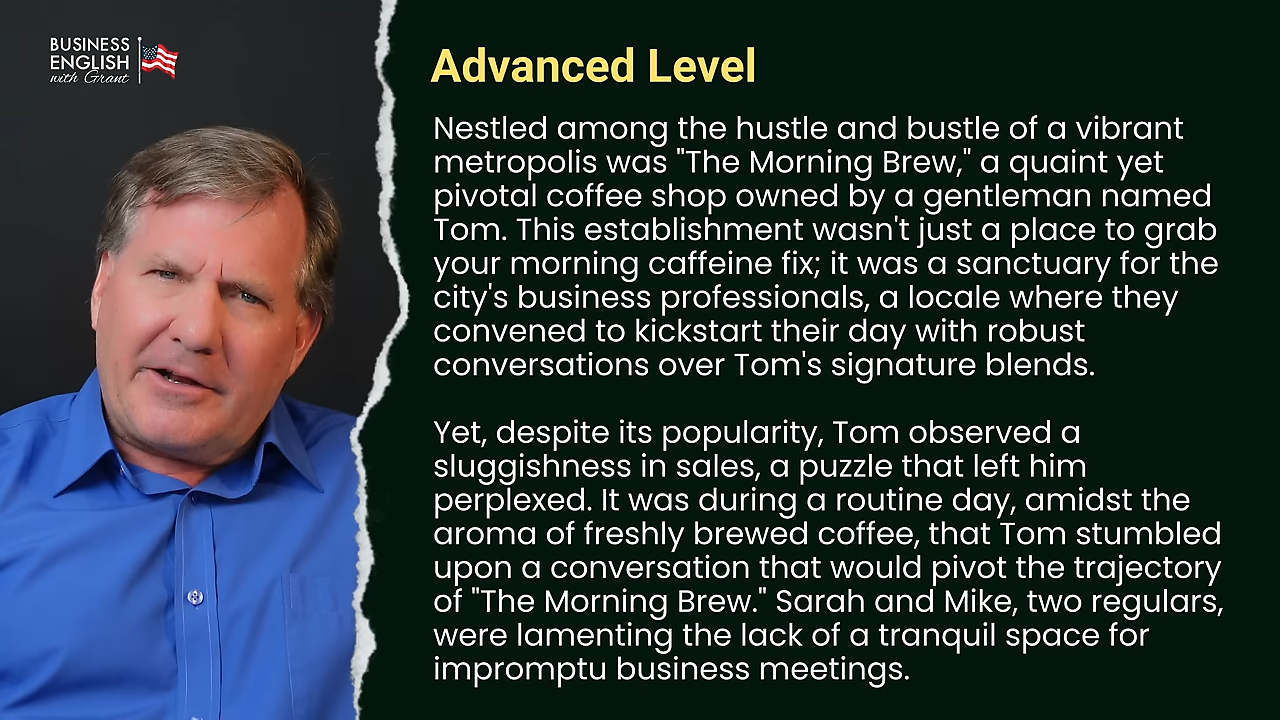 BUSINESS
ENGLISH
with Grant
Advanced Level
Nestled among the hustle and bustle of a vibrant
metropolis was "The Morning Brew," a quaint yet
pivotal coffee shop owned by a gentleman named
Tom. This establishment wasn't just a place to grab
your morning caffeine fix; it was a sanctuary for the
city's business professionals, a locale where they
convened to kickstart their day with robust
conversations over Tom's signature blends.
Yet, despite its popularity, Tom observed a
sluggishness in sales, a puzzle that left him
perplexed. It was during a routine day, amidst the
aroma of freshly brewed coffee, that Tom stumbled
upon a conversation that would pivot the trajectory
of "The Morning Brew." Sarah and Mike, two regulars,
were lamenting the lack of a tranquil space for
impromptu business meetings.